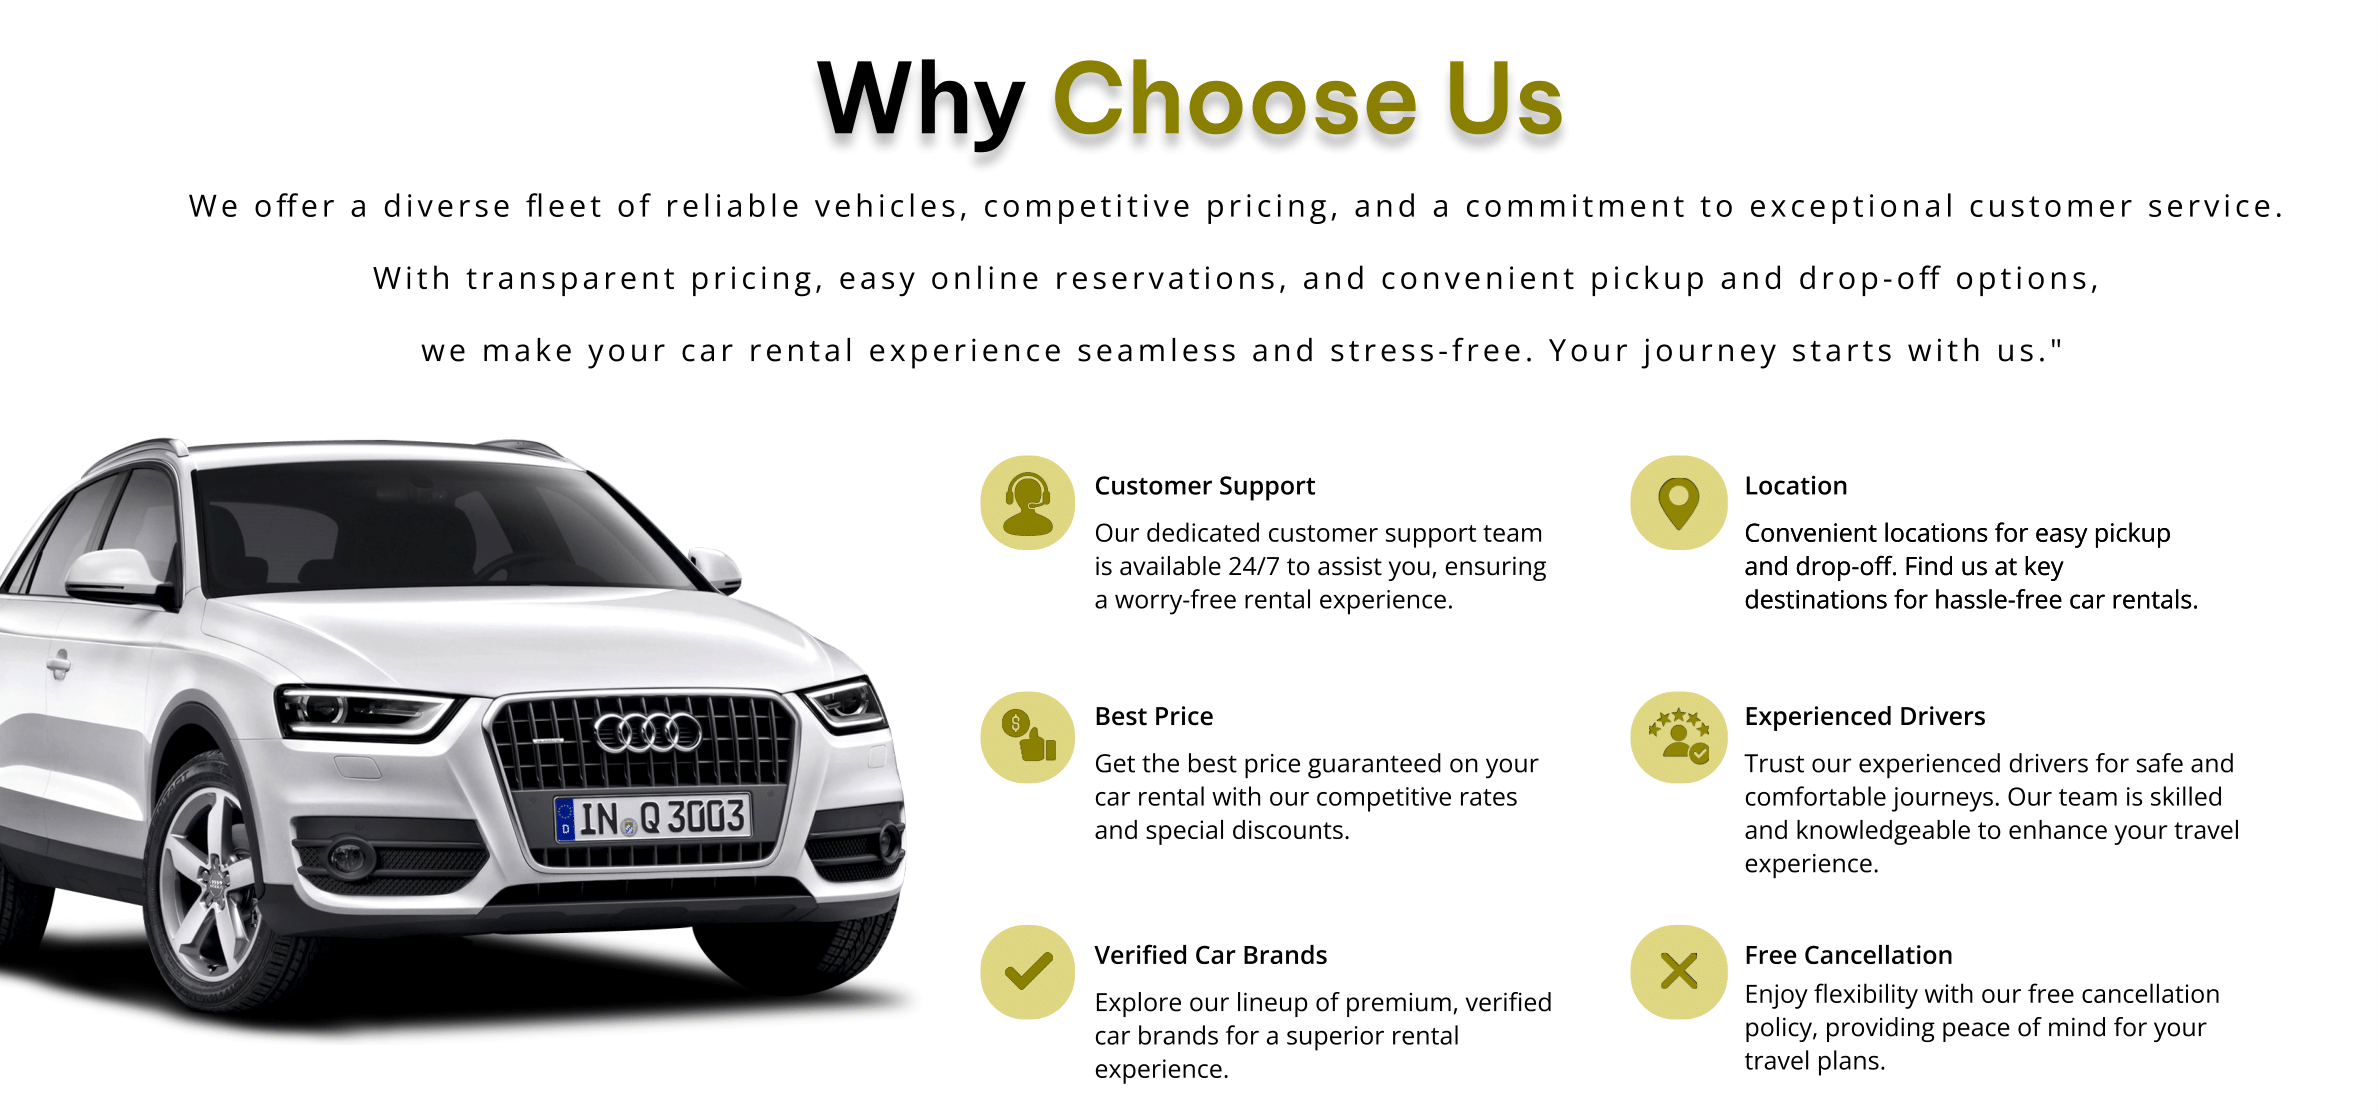 Why Choose Us
We offer a diverse fleet of reliable vehicles, competitive pricing, and a commitment to exceptional customer service.
With transparent pricing, easy online reservations, and convenient pickup and drop-off options,
we make your car rental experience seamless and stress-free. Your journey starts with us."
Customer Support
Our dedicated customer support team
is available 24/7 to assist you, ensuring
a worry-free rental experience.
Location
Convenient locations for easy pickup
and drop-off. Find us at key
destinations for hassle-free car rentals.
Best Price
Get the best price guaranteed on your
car rental with our competitive rates
and special discounts.
Experienced Drivers
Trust our experienced drivers for safe and
comfortable journeys. Our team is skilled
and knowledgeable to enhance your travel
experience.
Verified Car Brands
Explore our lineup of premium, verified
car brands for a superior rental
experience.
Free Cancellation
Enjoy flexibility with our free cancellation
policy, providing peace of mind for your
travel plans.
D IN Q 3003